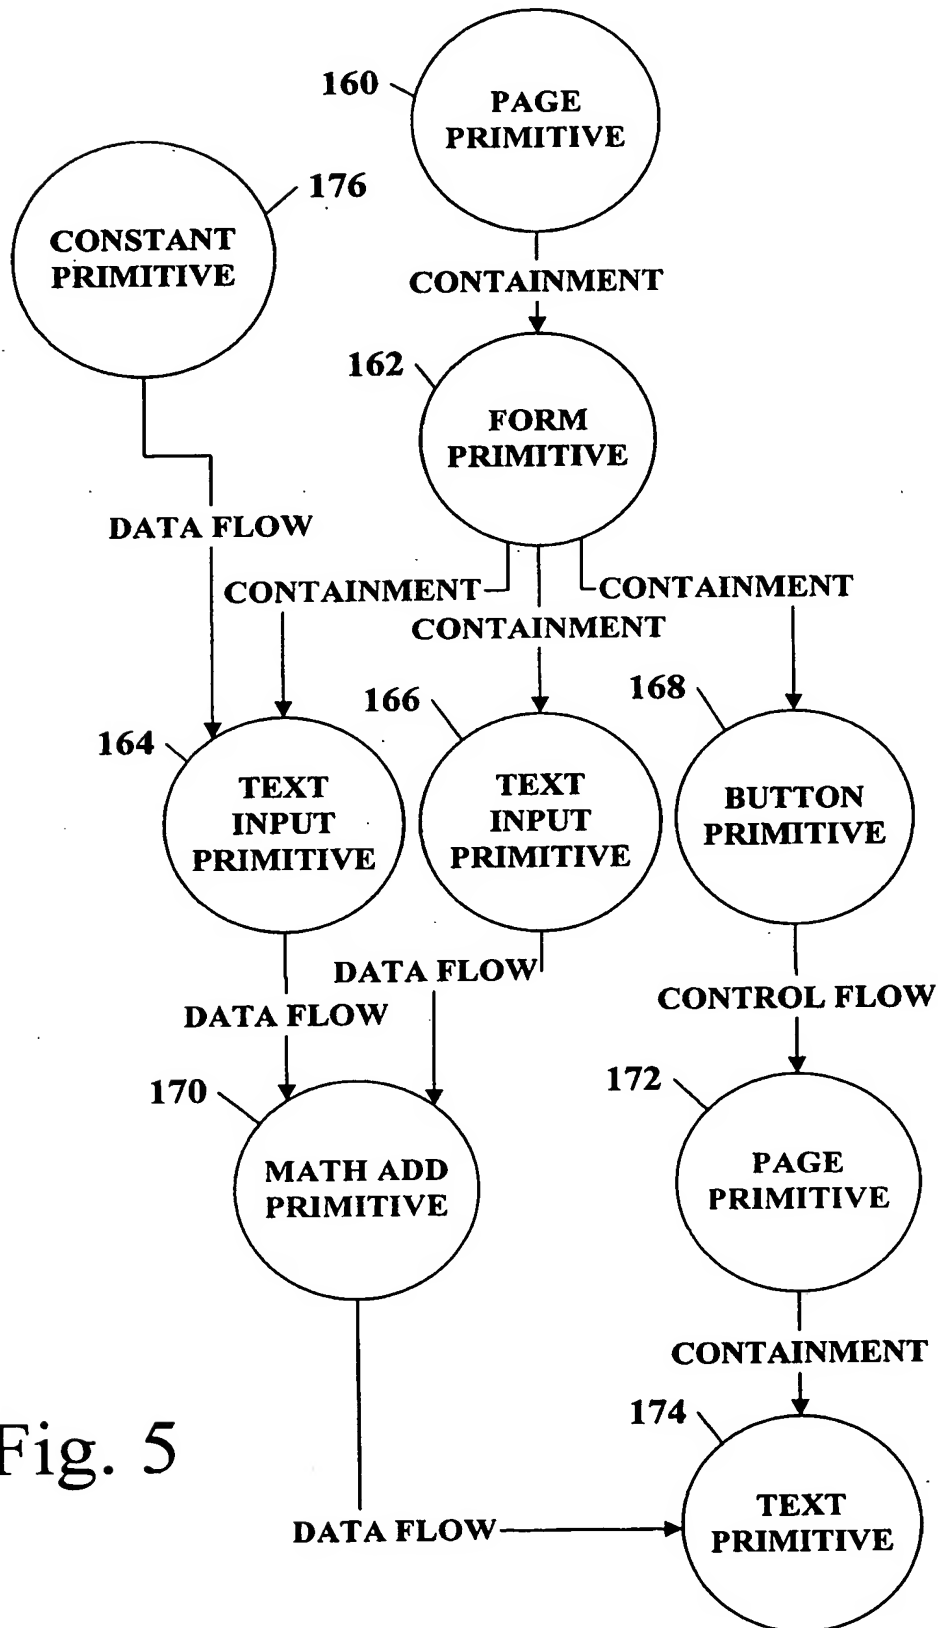 160
PAGE
PRIMITIVE
176
CONSTANT
PRIMITIVE
CONTAINMENT
162
FORM
PRIMITIVE
DATA FLOW
CONTAINMENT
CONTAINMENT
CONTAINMENT
164
166
168
TEXT
INPUT
PRIMITIVE
TEXT
INPUT
PRIMITIVE
BUTTON
PRIMITIVE
DATA FLOW
DATA FLOW
CONTROL FLOW
170
172
MATH ADD
PRIMITIVE
PAGE
PRIMITIVE
CONTAINMENT
174
Fig. 5
TEXT
PRIMITIVE
DATA FLOW